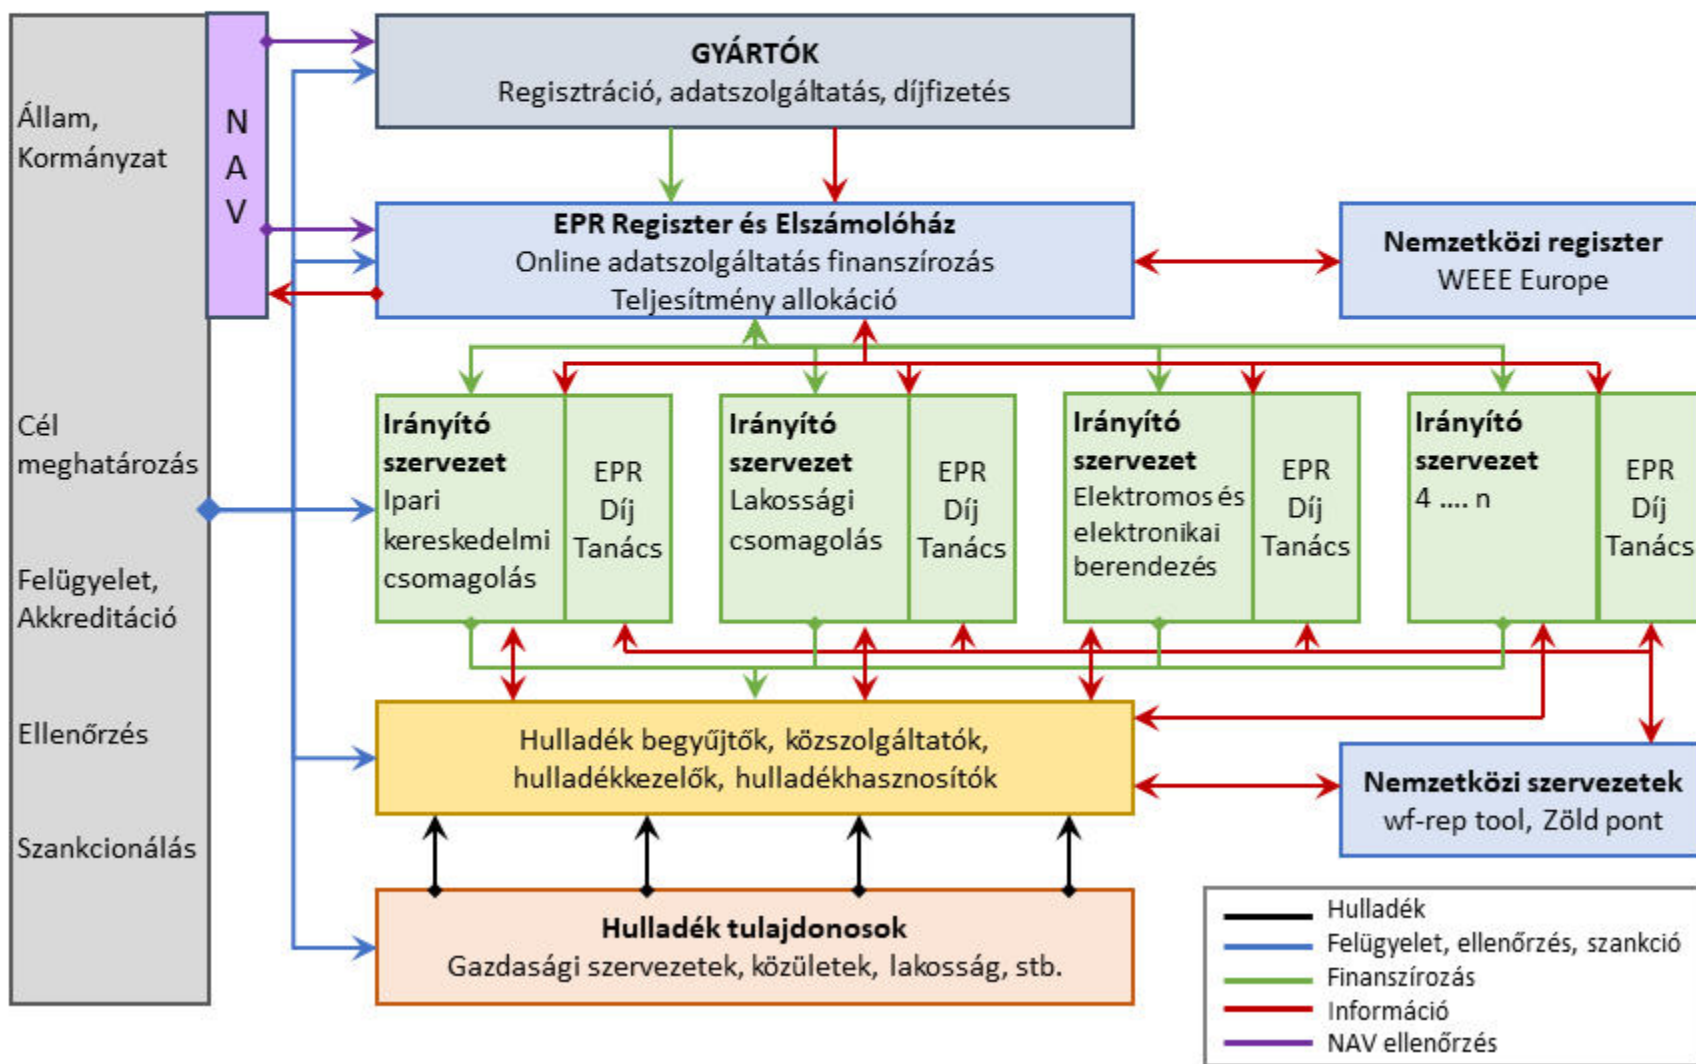 Állam,
Kormányzat
Cél
meghatározás
Felügyelet,
Akkreditáció
Ellenőrzés
Szankcionálás
N
A
V
GYÁRTÓK
Regisztráció, adatszolgáltatás, díjfizetés
EPR Regiszter és Elszámolóház
Online adatszolgáltatás finanszírozás
Teljesítmény allokáció
Nemzetközi regiszter
WEEE Europe
Irányító
szervezet
Ipari
kereskedelmi
csomagolás
EPR
Díj
Tanács
Irányító
szervezet
Lakossági
csomagolás
EPR
Díj
Tanács
Irányító
szervezet
Elektromos és
elektronikai
berendezés
EPR
Díj
Tanács
Irányító
szervezet
4 .... n
EPR
Díj
Tanács
Hulladék begyűjtők, közszolgáltatók,
hulladékkezelők, hulladékhasznosítók
Nemzetközi szervezetek
wf-rep tool, Zöld pont
Hulladék tulajdonosok
Gazdasági szervezetek, közületek, lakosság, stb.
Hulladék
Felügyelet, ellenőrzés, szankció
Finanszírozás
Információ
NAV ellenőrzés